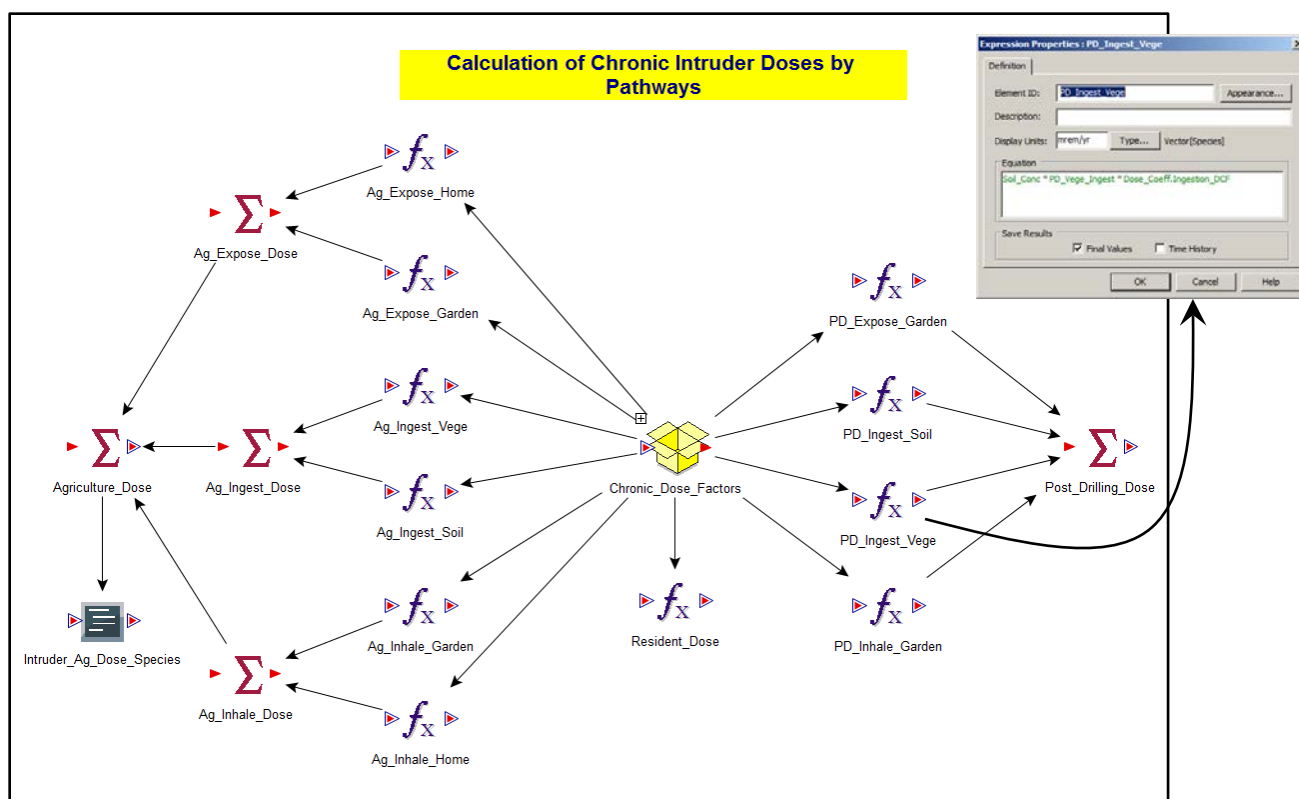 Calculation of Chronic Intruder Doses by
Pathways
Expression Properties : PD_Ingest_Vege
Definition
Element ID: PD_Ingest_Vege Appearance...
Description:
Display Units: mrem/yr Type... Vector[Species]
Equation
Soil_Conc * PD_Vege_Ingest * Dose_Coeff.Ingestion_DCF
Save Results
Final Values Time History
OK Cancel Help
Ag_Expose_Home
Ag_Expose_Dose
Ag_Expose_Garden
PD_Expose_Garden
Ag_Ingest_Vege
PD_Ingest_Soil
Agriculture_Dose
Ag_Ingest_Dose
Chronic_Dose_Factors
Post_Drilling_Dose
Ag_Ingest_Soil
PD_Ingest_Vege
Ag_Inhale_Garden
Resident_Dose
PD_Inhale_Garden
Intruder_Ag_Dose_Species
Ag_Inhale_Dose
Ag_Inhale_Home